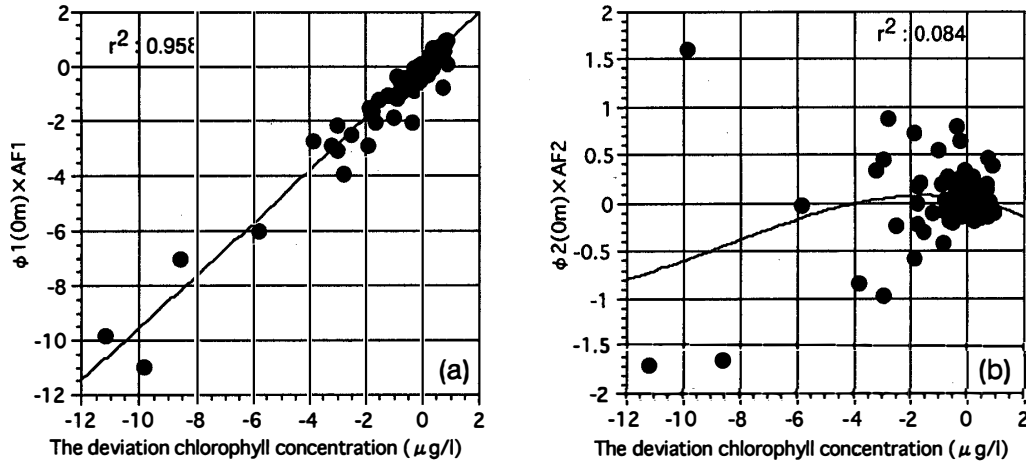 r²: 0.958
2
0
-2
-4
-6
-8
-10
-12
φ1(0m)×AF1
(a)
-12 -10 -8 -6 -4 -2 0 2
The deviation chlorophyll concentration (μg/l)
r²: 0.084
2
1.5
1
0.5
0
-0.5
-1
-1.5
-2
φ2(0m)×AF2
(b)
-12 -10 -8 -6 -4 -2 0 2
The deviation chlorophyll concentration (μg/l)